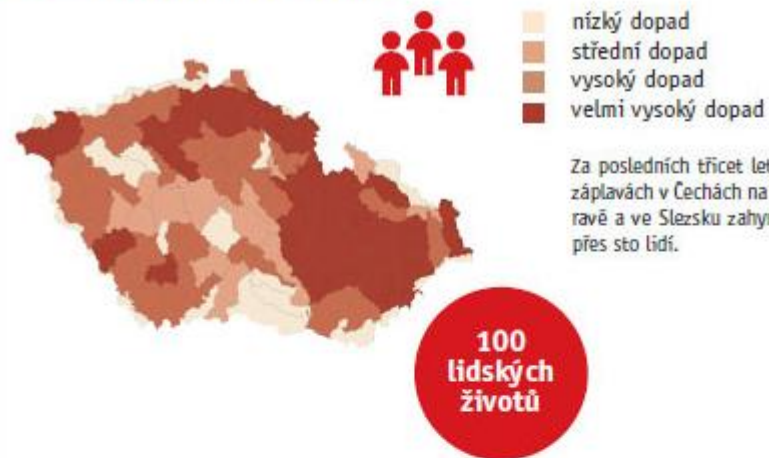 nízký dopad
střední dopad
vysoký dopad
velmi vysoký dopad
Za posledních třicet let
záplavách v Čechách na
ravě a ve Slezsku zahyn
přes sto lidí.
100
lidských
životů